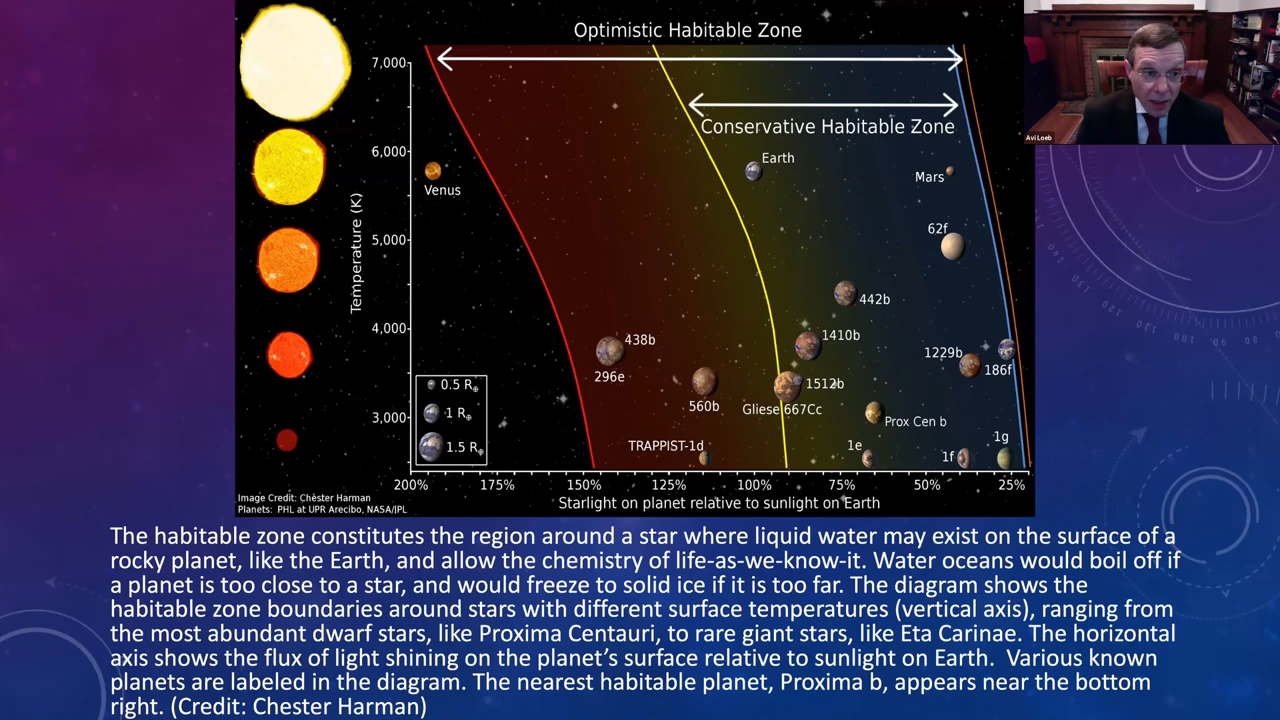 Optimistic Habitable Zone
7,000
Conservative Habitable Zone
Avi Loeb
6,000
Earth
Venus
Mars
Temperature (K)
62f
5,000
442b
4,000
438b
1410b
1229b
296e
186f
0.5 R⊕
560b
1512b
Gliese 667Cc
1 R⊕
3,000
Prox Cen b
1.5 R⊕
TRAPPIST-1d
1e
1f
1g
200% 175% 150% 125% 100% 75% 50% 25%
Starlight on planet relative to sunlight on Earth
Image Credit: Chester Harman
Planets: PHL at UPR Arecibo, NASA/JPL
The habitable zone constitutes the region around a star where liquid water may exist on the surface of a
rocky planet, like the Earth, and allow the chemistry of life-as-we-know-it. Water oceans would boil off if
a planet is too close to a star, and would freeze to solid ice if it is too far. The diagram shows the
habitable zone boundaries around stars with different surface temperatures (vertical axis), ranging from
the most abundant dwarf stars, like Proxima Centauri, to rare giant stars, like Eta Carinae. The horizontal
axis shows the flux of light shining on the planet's surface relative to sunlight on Earth.  Various known
planets are labeled in the diagram. The nearest habitable planet, Proxima b, appears near the bottom
right. (Credit: Chester Harman)